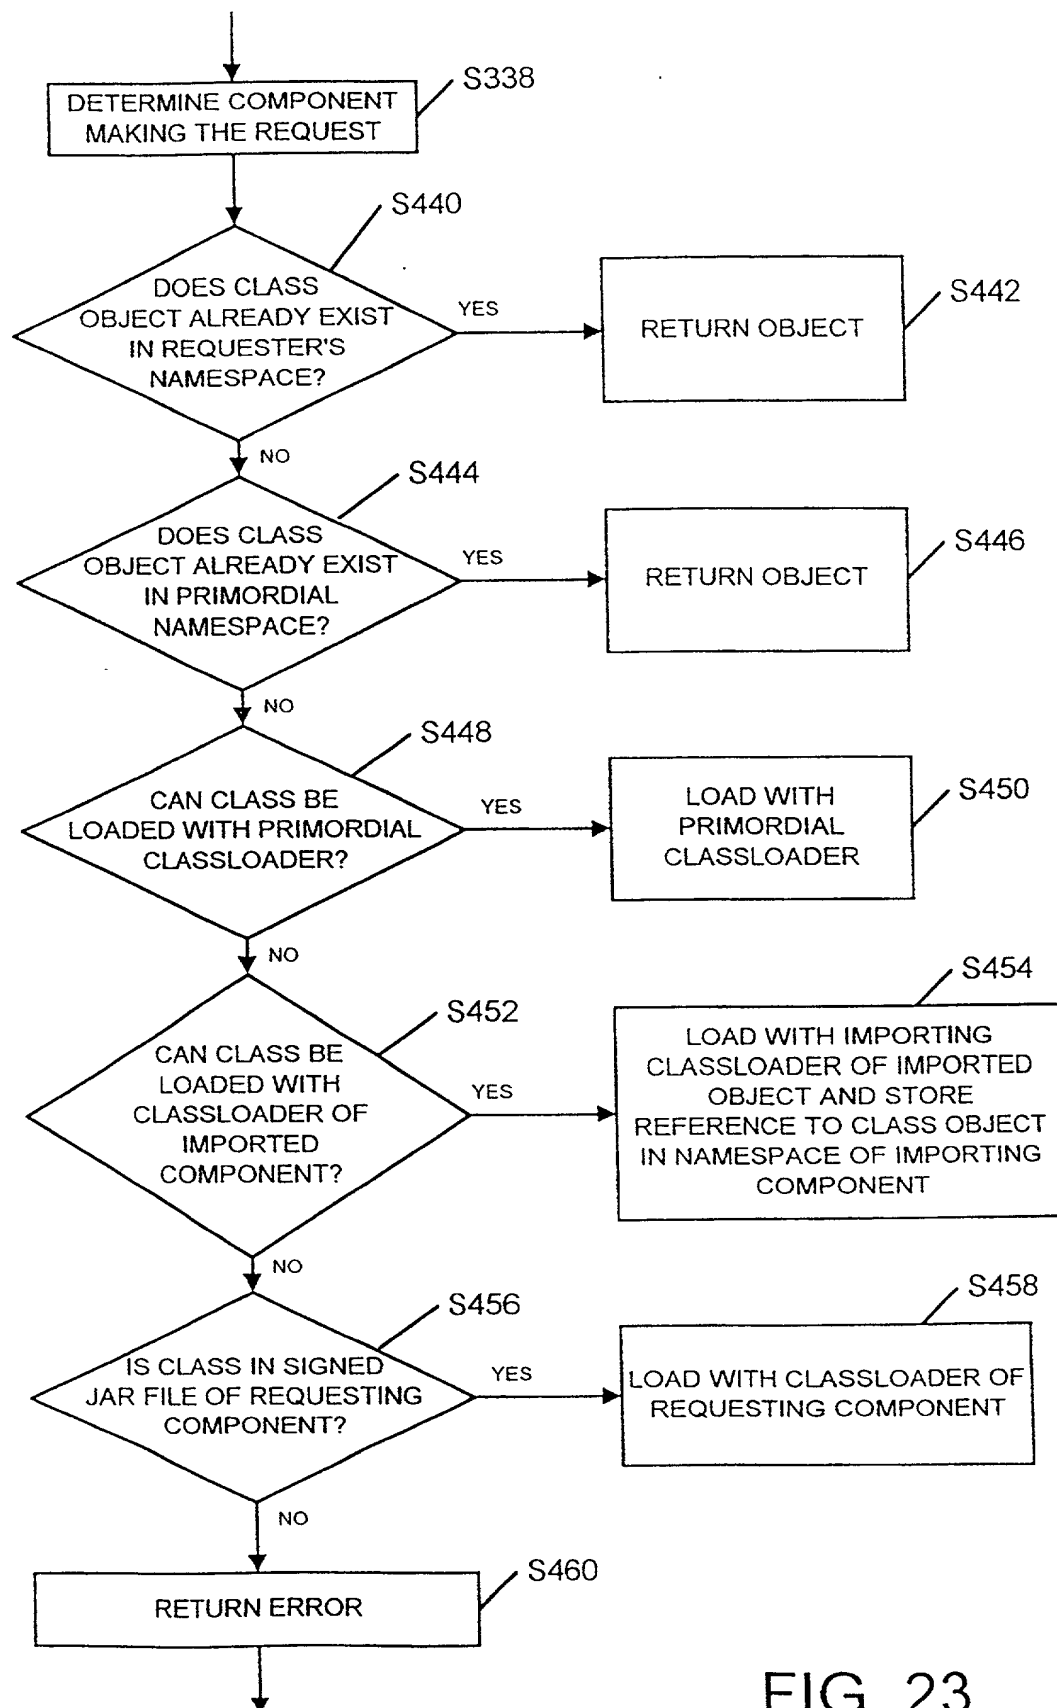 S338
DETERMINE COMPONENT
MAKING THE REQUEST
S440
DOES CLASS
OBJECT ALREADY EXIST
IN REQUESTER'S
NAMESPACE?
YES
RETURN OBJECT
S442
NO
S444
DOES CLASS
OBJECT ALREADY EXIST
IN PRIMORDIAL
NAMESPACE?
YES
RETURN OBJECT
S446
NO
S448
CAN CLASS BE
LOADED WITH PRIMORDIAL
CLASSLOADER?
YES
LOAD WITH
PRIMORDIAL
CLASSLOADER
S450
NO
S452
CAN CLASS BE
LOADED WITH
CLASSLOADER OF
IMPORTED
COMPONENT?
YES
S454
LOAD WITH IMPORTING
CLASSLOADER OF IMPORTED
OBJECT AND STORE
REFERENCE TO CLASS OBJECT
IN NAMESPACE OF IMPORTING
COMPONENT
NO
S456
IS CLASS IN SIGNED
JAR FILE OF REQUESTING
COMPONENT?
YES
S458
LOAD WITH CLASSLOADER OF
REQUESTING COMPONENT
NO
S460
RETURN ERROR
FIG. 23